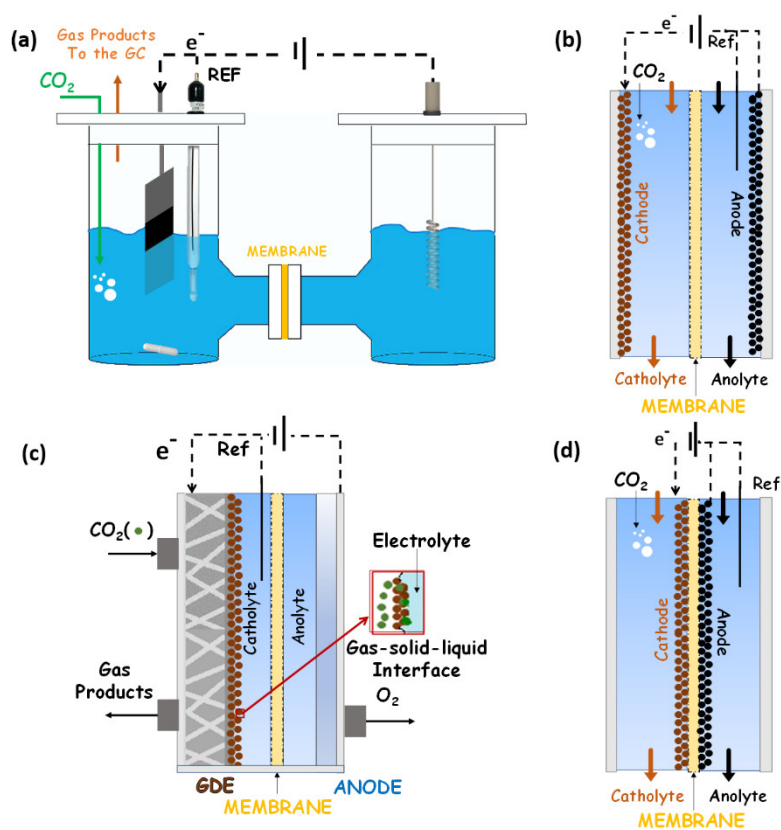 (a)
Gas Products
To the GC
e-
CO2
REF
MEMBRANE
(b)
e-
Ref
CO2
Cathode
Anode
Catholyte
Anolyte
MEMBRANE
(c)
e-
Ref
CO2(●)
Catholyte
Anolyte
Electrolyte
Gas-solid-liquid
Interface
Gas
Products
O2
GDE
MEMBRANE
ANODE
(d)
e-
CO2
Ref
Cathode
Anode
Catholyte
Anolyte
MEMBRANE